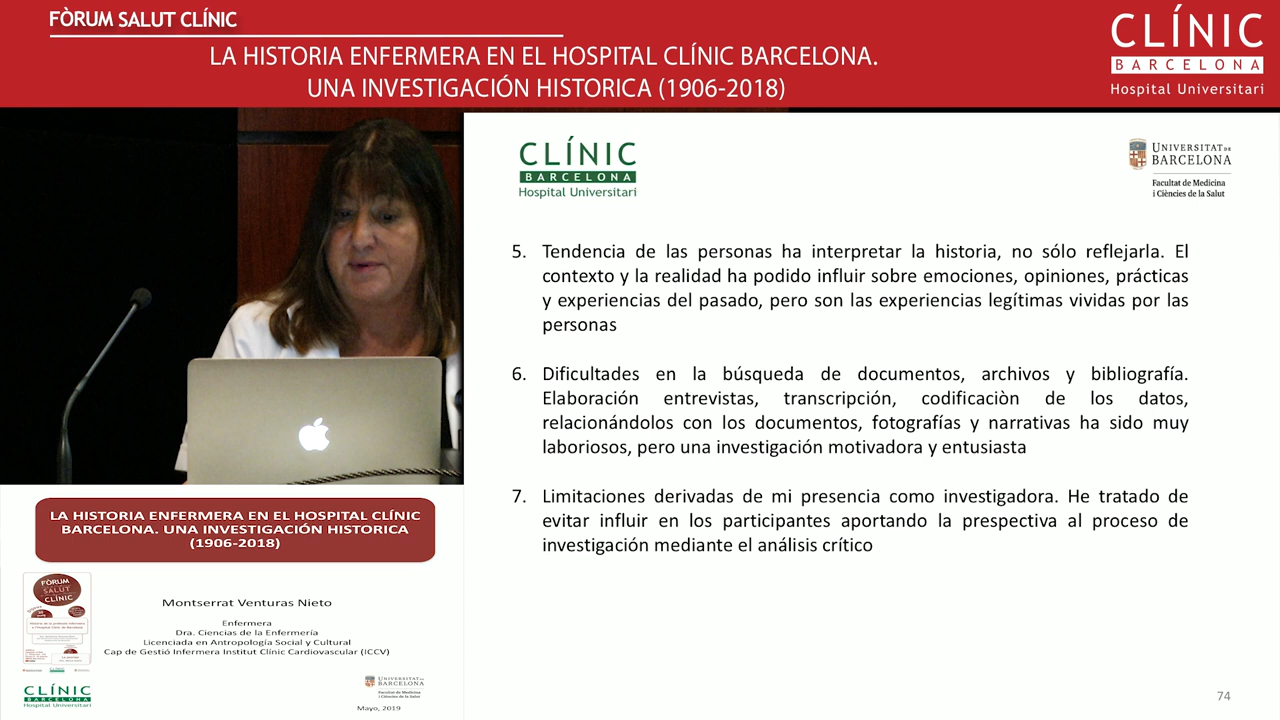 FÒRUM SALUT CLÍNIC
LA HISTORIA ENFERMERA EN EL HOSPITAL CLÍNIC BARCELONA.
UNA INVESTIGACIÓN HISTORICA (1906-2018)
CLÍNIC
BARCELONA
Hospital Universitari
CLÍNIC
BARCELONA
Hospital Universitari
UNIVERSITAT DE
BARCELONA
Facultat de Medicina
i Ciències de la Salut
5. Tendencia de las personas ha interpretar la historia, no sólo reflejarla. El
contexto y la realidad ha podido influir sobre emociones, opiniones, prácticas
y experiencias del pasado, pero son las experiencias legítimas vividas por las
personas
6. Dificultades en la búsqueda de documentos, archivos y bibliografía.
Elaboración entrevistas, transcripción, codificaciòn de los datos,
relacionándolos con los documentos, fotografías y narrativas ha sido muy
laboriosos, pero una investigación motivadora y entusiasta
7. Limitaciones derivadas de mi presencia como investigadora. He tratado de
evitar influir en los participantes aportando la prespectiva al proceso de
investigación mediante el análisis crítico
74
LA HISTORIA ENFERMERA EN EL HOSPITAL CLÍNIC
BARCELONA. UNA INVESTIGACIÓN HISTORICA
(1906-2018)
FÒRUM
SALUT
CLÍNIC
Montserrat Venturas Nieto
Enfermera
Dra. Ciencias de la Enfermería
Licenciada en Antropología Social y Cultural
Cap de Gestió Infermera Institut Clínic Cardiovascular (ICCV)
CLÍNIC
BARCELONA
Hospital Universitari
UNIVERSITAT DE
BARCELONA
Facultat de Medicina
i Ciències de la Salut
Mayo, 2019